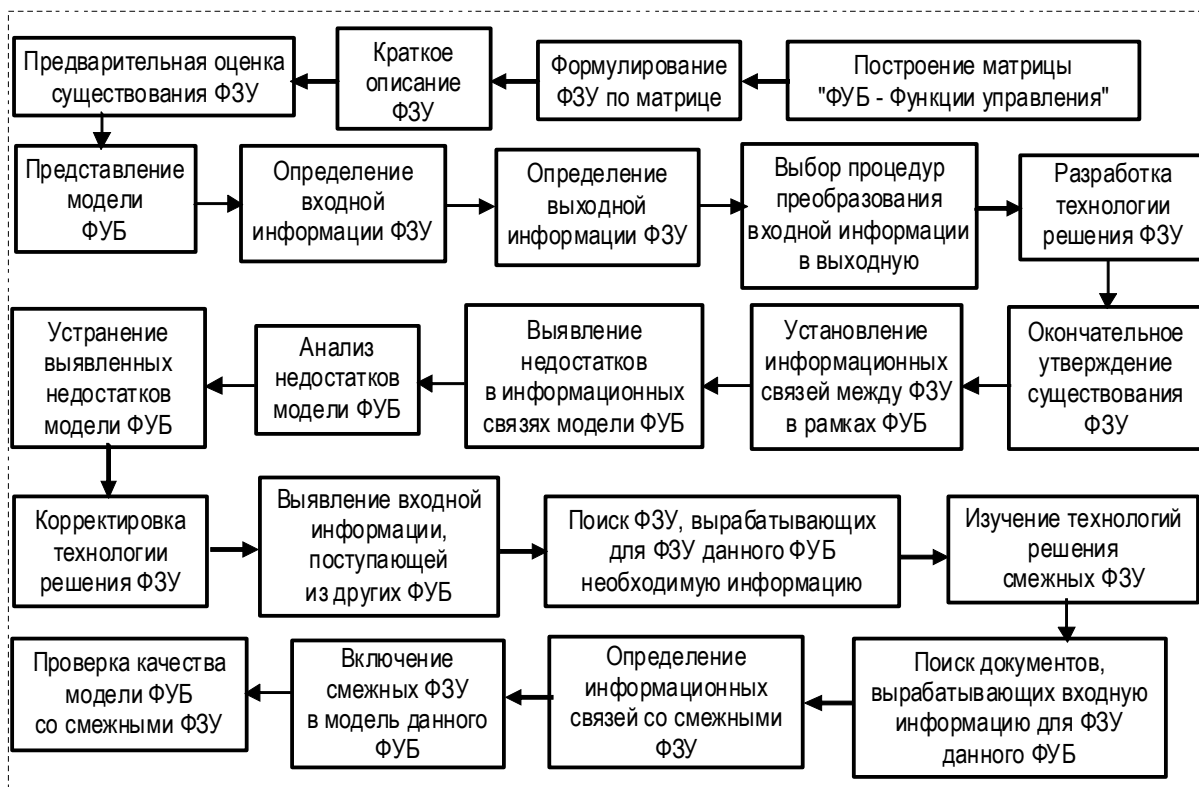 Построение матрицы
"ФУБ - Функции управления"
Формулирование
ФЗУ по матрице
Краткое
описание
ФЗУ
Предварительная оценка
существования ФЗУ
Представление
модели
ФУБ
Определение
входной
информации ФЗУ
Определение
выходной
информации ФЗУ
Выбор процедур
преобразования
входной информации
в выходную
Разработка
технологии
решения ФЗУ
Окончательное
утверждение
существования
ФЗУ
Установление
информационных
связей между ФЗУ
в рамках ФУБ
Выявление
недостатков
в информационных
связях модели ФУБ
Анализ
недостатков
модели ФУБ
Устранение
выявленных
недостатков
модели ФУБ
Корректировка
технологии
решения ФЗУ
Выявление входной
информации,
поступающей
из других ФУБ
Поиск ФЗУ, вырабатывающих
для ФЗУ данного ФУБ
необходимую информацию
Изучение технологий
решения
смежных ФЗУ
Поиск документов,
вырабатывающих входную
информацию для ФЗУ
данного ФУБ
Определение
информационных
связей со смежными
ФЗУ
Включение
смежных ФЗУ
в модель данного
ФУБ
Проверка качества
модели ФУБ
со смежными ФЗУ